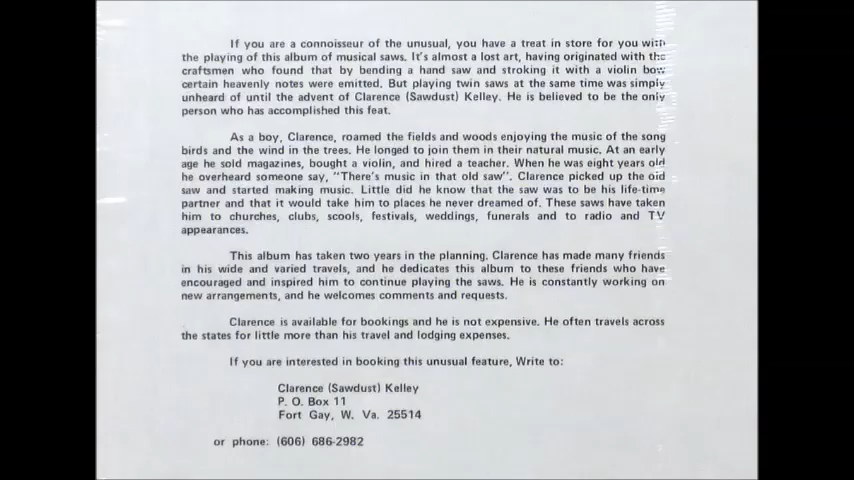 If you are a connoisseur of the unusual, you have a treat in store for you with
the playing of this album of musical saws. It's almost a lost art, having originated with the
craftsmen who found that by bending a hand saw and stroking it with a violin bow
certain heavenly notes were emitted. But playing twin saws at the same time was simply
unheard of until the advent of Clarence (Sawdust) Kelley. He is believed to be the only
person who has accomplished this feat.
As a boy, Clarence, roamed the fields and woods enjoying the music of the song
birds and the wind in the trees. He longed to join them in their natural music. At an early
age he sold magazines, bought a violin, and hired a teacher. When he was eight years old
he overheard someone say, "There's music in that old saw". Clarence picked up the old
saw and started making music. Little did he know that the saw was to be his life-time
partner and that it would take him to places he never dreamed of. These saws have taken
him to churches, clubs, scools, festivals, weddings, funerals and to radio and TV
appearances.
This album has taken two years in the planning. Clarence has made many friends
in his wide and varied travels, and he dedicates this album to these friends who have
encouraged and inspired him to continue playing the saws. He is constantly working on
new arrangements, and he welcomes comments and requests.
Clarence is available for bookings and he is not expensive. He often travels across
the states for little more than his travel and lodging expenses.
If you are interested in booking this unusual feature, Write to:
Clarence (Sawdust) Kelley
P. O. Box 11
Fort Gay, W. Va. 25514
or phone: (606) 686-2982